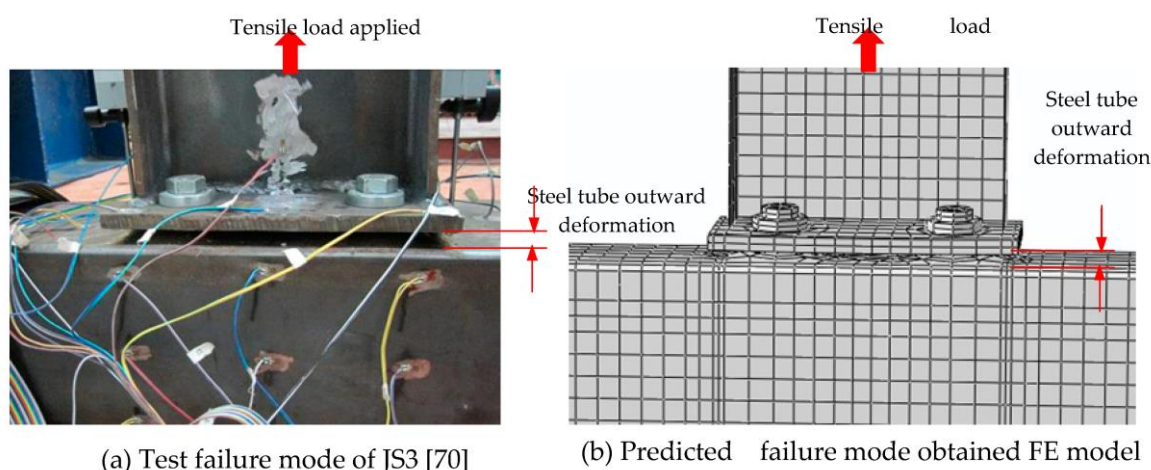 Tensile load applied
Tensile load
Steel tube
outward
deformation
Steel tube outward
deformation
(a) Test failure mode of JS3 [70]
(b) Predicted failure mode obtained FE model